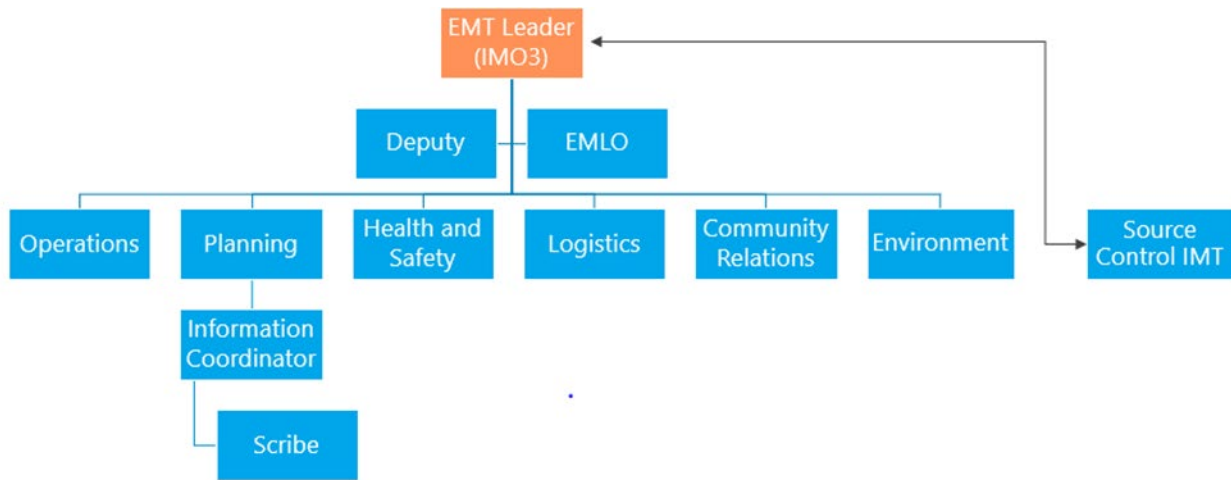 EMT Leader
(IMO3)
Deputy
EMLO
Operations
Planning
Health and
Safety
Logistics
Community
Relations
Environment
Source
Control IMT
Information
Coordinator
Scribe